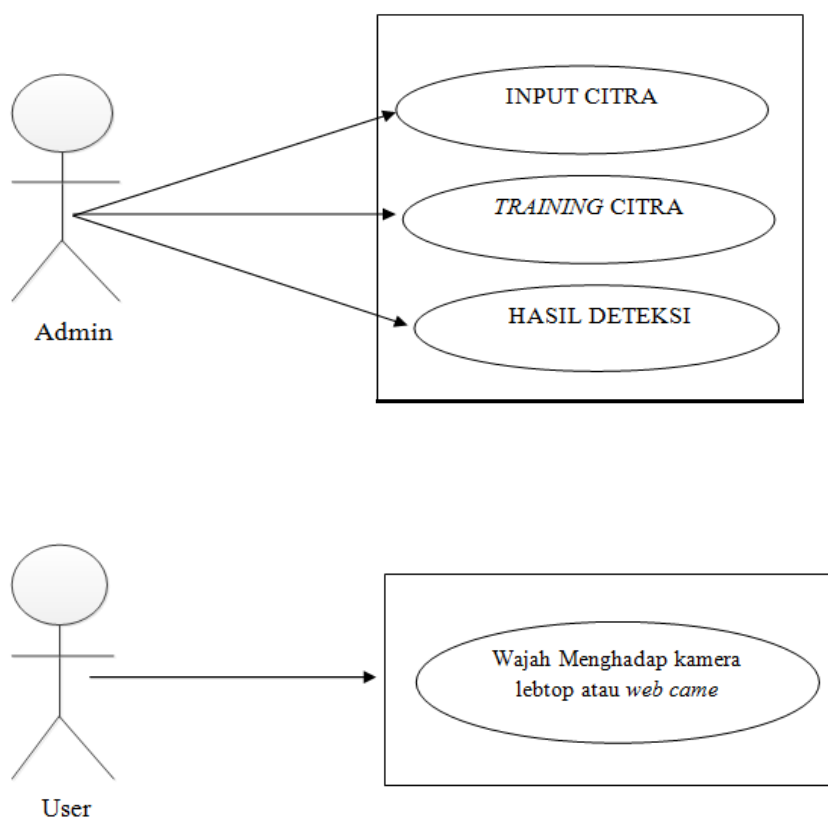 INPUT CITRA
TRAINING CITRA
HASIL DETEKSI
Admin
Wajah Menghadap kamera
lebtop atau web came
User